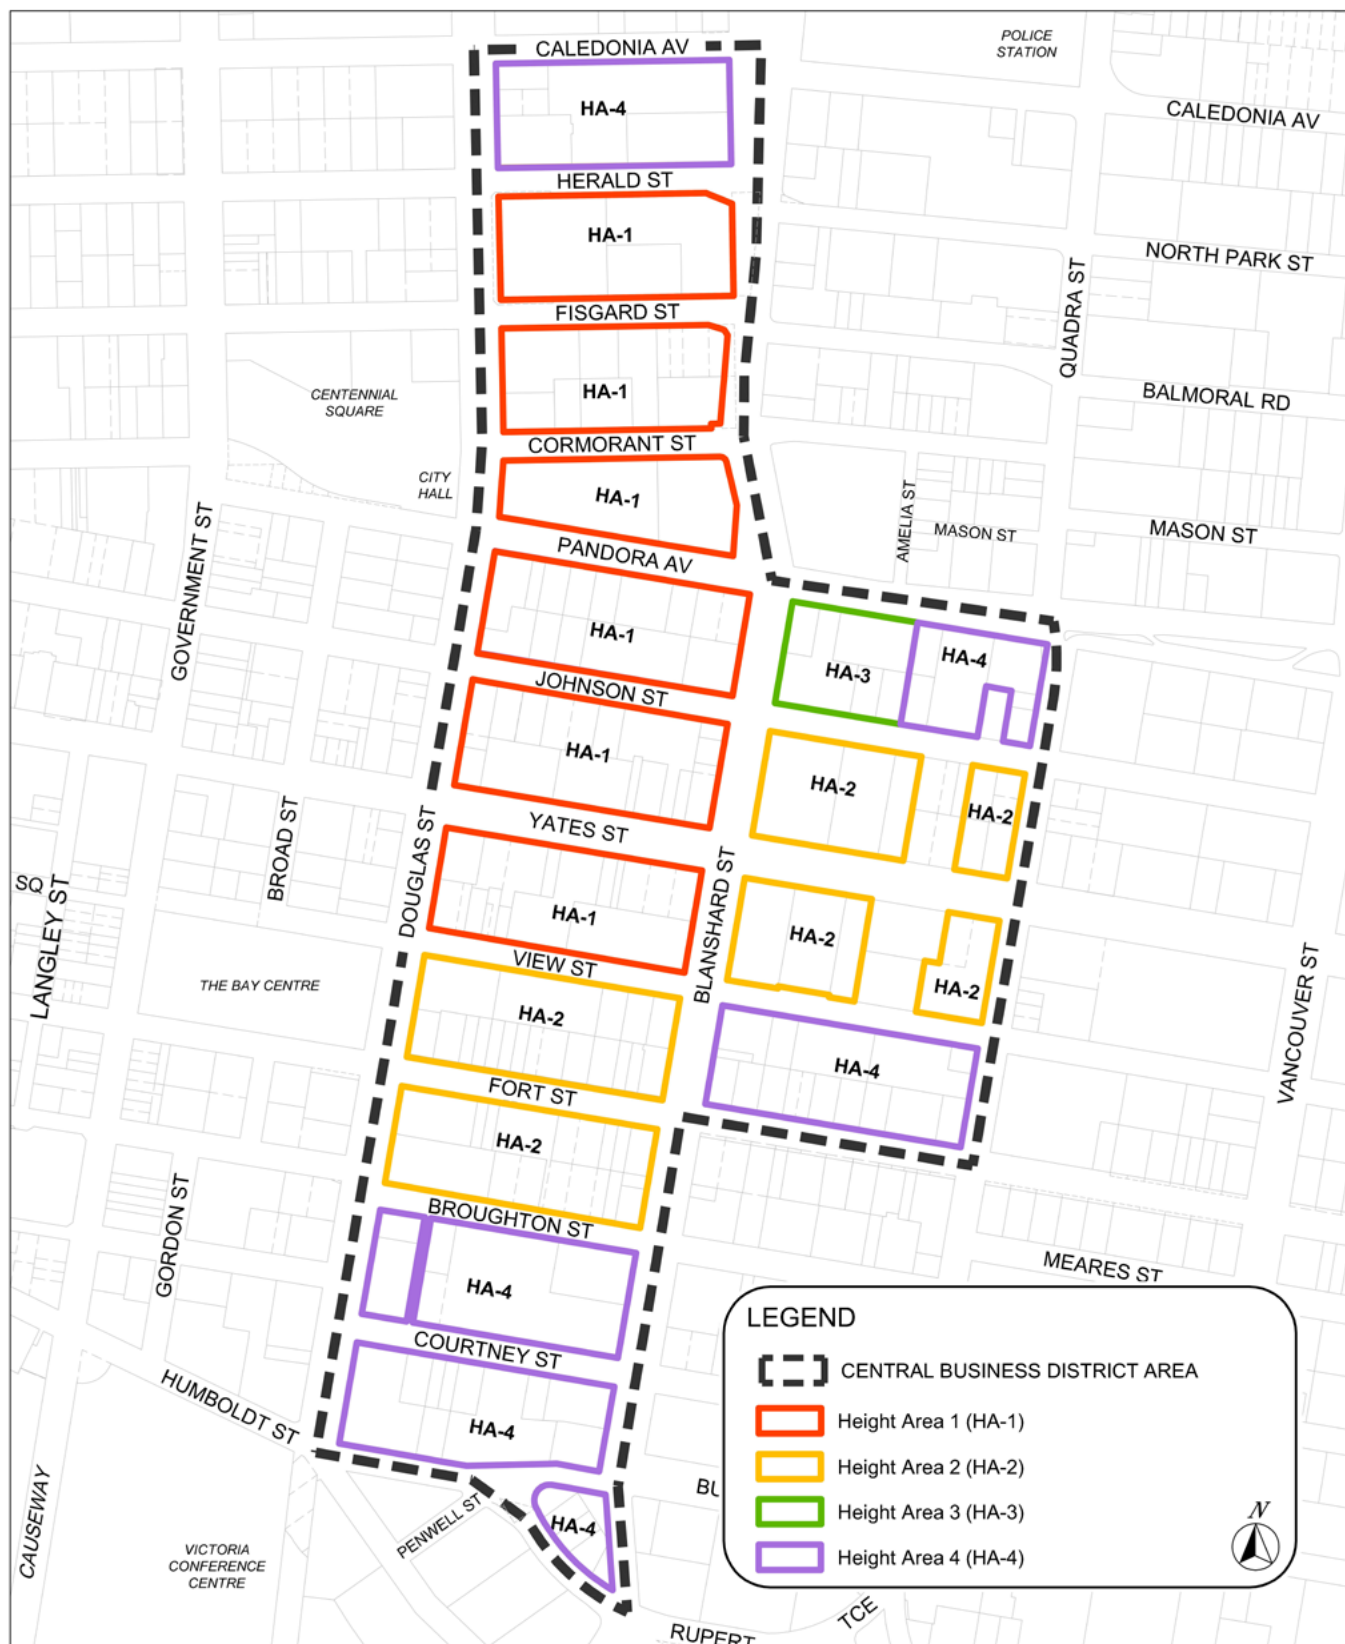 CALEDONIA AV
POLICE
STATION
CALEDONIA AV
HA-4
HERALD ST
HA-1
NORTH PARK ST
QUADRA ST
FISGARD ST
HA-1
CENTENNIAL
SQUARE
BALMORAL RD
CORMORANT ST
CITY
HALL
HA-1
AMELIA ST
MASON ST
MASON ST
GOVERNMENT ST
PANDORA AV
HA-1
HA-3
HA-4
JOHNSON ST
HA-1
HA-2
HA-2
YATES ST
BROAD ST
DOUGLAS ST
BLANSHARD ST
SQ
LANGLEY ST
HA-1
HA-2
HA-2
VIEW ST
THE BAY CENTRE
VANCOUVER ST
HA-2
HA-4
FORT ST
HA-2
GORDON ST
BROUGHTON ST
MEARES ST
HA-4
COURTNEY ST
HUMBOLDT ST
HA-4
CAUSEWAY
PENWELL ST
HA-4
VICTORIA
CONFERENCE
CENTRE
BU
LEGEND
CENTRAL BUSINESS DISTRICT AREA
Height Area 1 (HA-1)
Height Area 2 (HA-2)
Height Area 3 (HA-3)
Height Area 4 (HA-4)
N
RUPERT
TCE